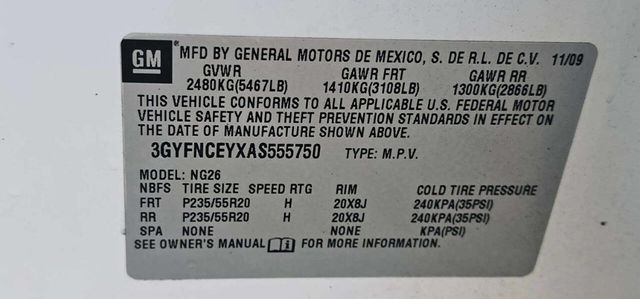 GM MFD BY GENERAL MOTORS DE MEXICO, S. DE R.L. DE C.V. 11/09
GVWR GAWR FRT GAWR RR
2480KG(5467LB) 1410KG(3108LB) 1300KG(2866LB)
THIS VEHICLE CONFORMS TO ALL APPLICABLE U.S. FEDERAL MOTOR
VEHICLE SAFETY AND THEFT PREVENTION STANDARDS IN EFFECT ON
THE DATE OF MANUFACTURE SHOWN ABOVE.
3GYFNCEYXAS555750 TYPE: M.P.V.
MODEL: NG26
NBFS TIRE SIZE SPEED RTG RIM COLD TIRE PRESSURE
FRT P235/55R20 H 20X8J 240KPA(35PSI)
RR P235/55R20 H 20X8J 240KPA(35PSI)
SPA NONE NONE KPA(PSI)
SEE OWNER'S MANUAL FOR MORE INFORMATION.